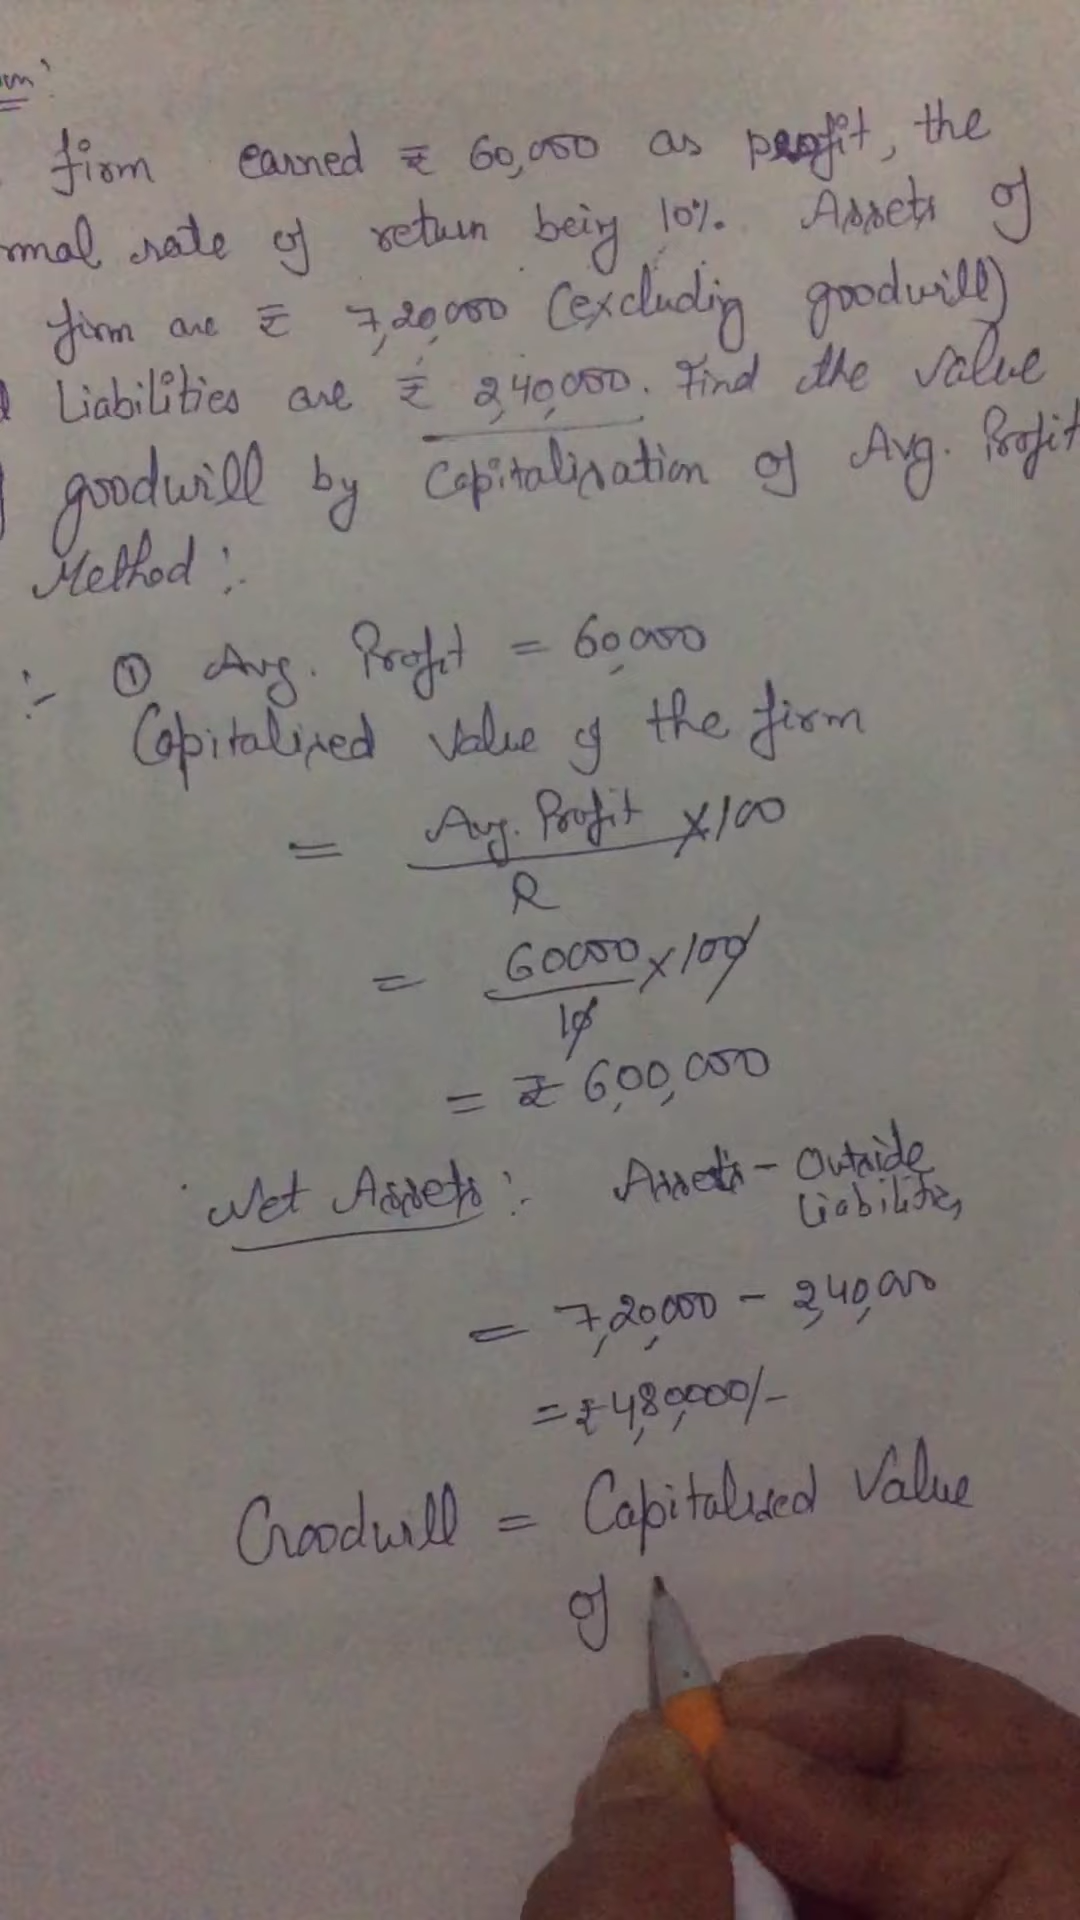 firm earned ₹ 60,000 as profit, the
rmal rate of return being 10%. Assets of
firm are ₹ 7,20,000 (excluding goodwill)
Liabilities are ₹ 2,40,000. Find the value
goodwill by Capitalisation of Avg. Profit
Method :-
:- ① Avg. Profit = 60,000
Capitalised value of the firm
= Avg. Profit × 100
R
= 60000 × 100
10
= ₹ 6,00,000
Net Assets :- Assets - Outside
Liabilities
= 7,20,000 - 2,40,000
= ₹ 4,80,000/-
Goodwill = Capitalised Value
of